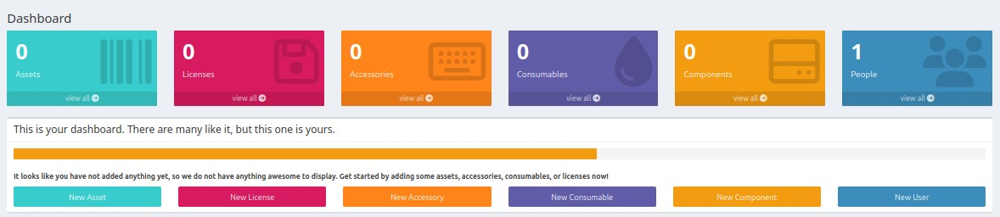 Dashboard
0
Assets
view all
0
Licenses
view all
0
Accessories
view all
0
Consumables
view all
0
Components
view all
1
People
view all
This is your dashboard. There are many like it, but this one is yours.
It looks like you have not added anything yet, so we do not have anything awesome to display. Get started by adding some assets, accessories, consumables, or licenses now!
New Asset
New License
New Accessory
New Consumable
New Component
New User